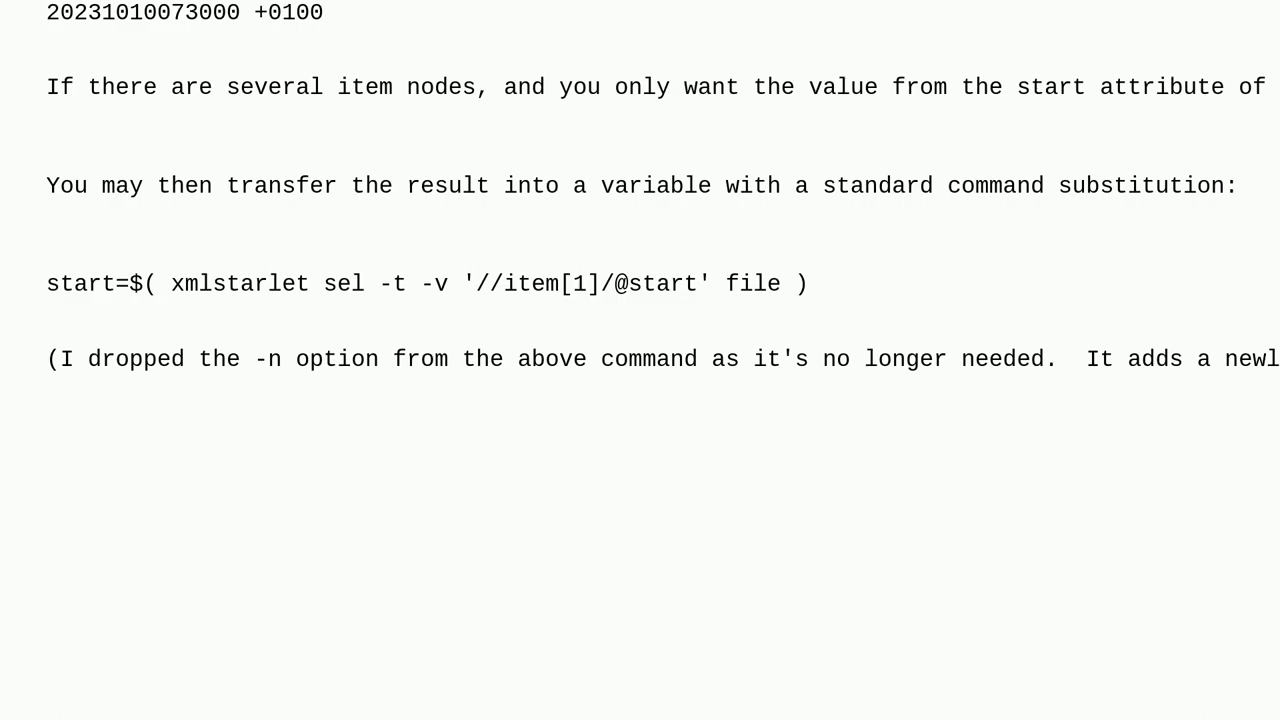 20231010073000 +0100
If there are several item nodes, and you only want the value from the start attribute of
You may then transfer the result into a variable with a standard command substitution:
start=$( xmlstarlet sel -t -v '//item[1]/@start' file )
(I dropped the -n option from the above command as it's no longer needed.  It adds a newl